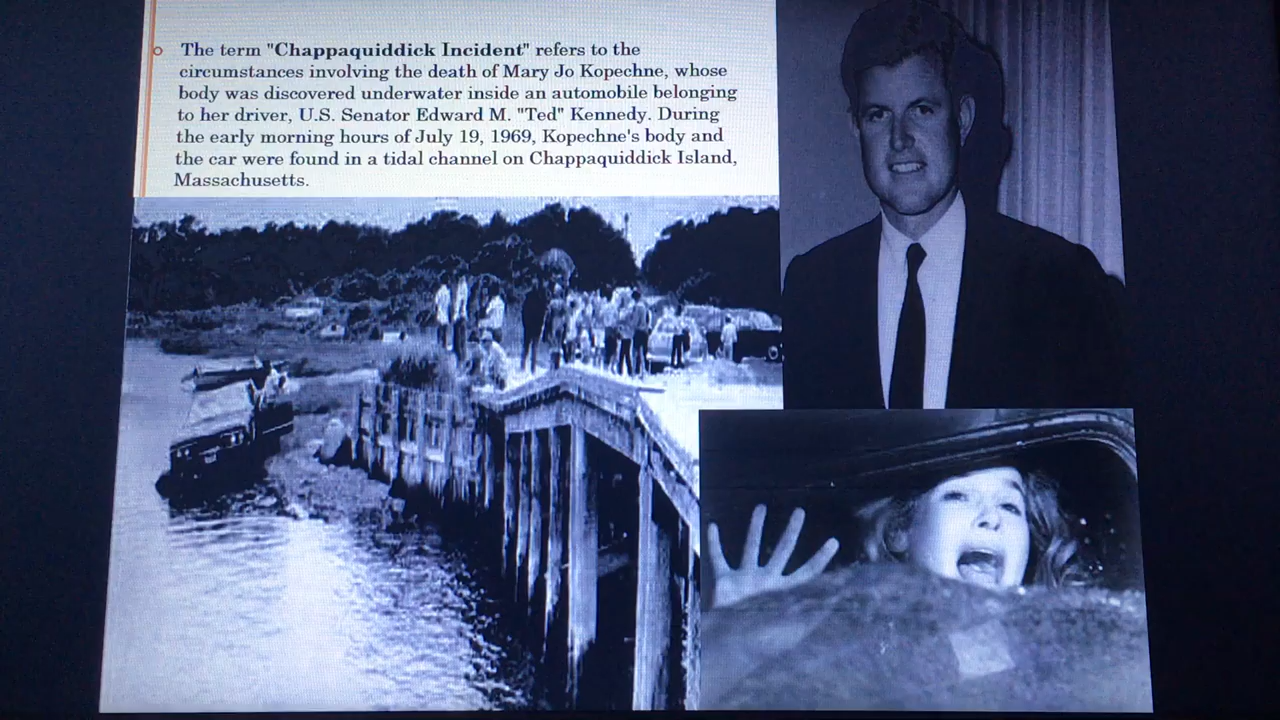 The term "Chappaquiddick Incident" refers to the
circumstances involving the death of Mary Jo Kopechne, whose
body was discovered underwater inside an automobile belonging
to her driver, U.S. Senator Edward M. "Ted" Kennedy. During
the early morning hours of July 19, 1969, Kopechne's body and
the car were found in a tidal channel on Chappaquiddick Island,
Massachusetts.